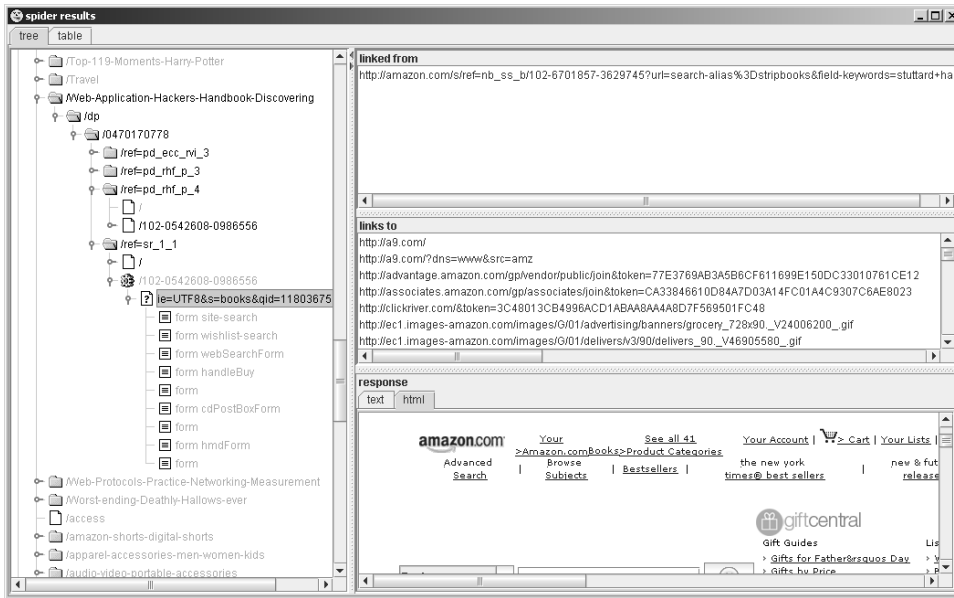 spider results
tree table
/Top-119-Moments-Harry-Potter
/Travel
/Web-Application-Hackers-Handbook-Discovering
/dp
/0470170778
/ref=pd_ecc_rvi_3
/ref=pd_rhf_p_3
/ref=pd_rhf_p_4
/
/102-0542608-0986556
/ref=sr_1_1
/
/102-0542608-0986556
ie=UTF8&s=books&qid=11803675
form site-search
form wishlist-search
form webSearchForm
form handleBuy
form
form cdPostBoxForm
form
form hmdForm
form
/Web-Protocols-Practice-Networking-Measurement
/Worst-ending-Deathly-Hallows-ever
/access
/amazon-shorts-digital-shorts
/apparel-accessories-men-women-kids
/audio-video-portable-accessories
linked from
http://amazon.com/s/ref=nb_ss_b/102-6701857-3629745?url=search-alias%3Dstripbooks&field-keywords=stuttard+ha
links to
http://a9.com/
http://a9.com/?dns=www&src=amz
http://advantage.amazon.com/gp/vendor/public/join&token=77E3769AB3A5B6CF611699E150DC33010761CE12
http://associates.amazon.com/gp/associates/join&token=CA33846610D84A7D03A14FC01A4C9307C6AE8023
http://clickriver.com/&token=3C48013CB4996ACD1ABAA8AA4A8D7F569501FC48
http://ec1.images-amazon.com/images/G/01/advertising/banners/grocery_728x90._V24006200_.gif
http://ec1.images-amazon.com/images/G/01/delivers/v3/90/delivers_90._V46905580_.gif
response
text html
amazon.com Your See all 41 Your Account | > Cart | Your Lists |
>Amazon.comBooks>Product Categories
Advanced | Browse | Bestsellers | the new york new & fut
Search Subjects times® best sellers release
giftcentral
Gift Guides Lis
› Gifts for Father&rsquos Day
› Gifts by Price